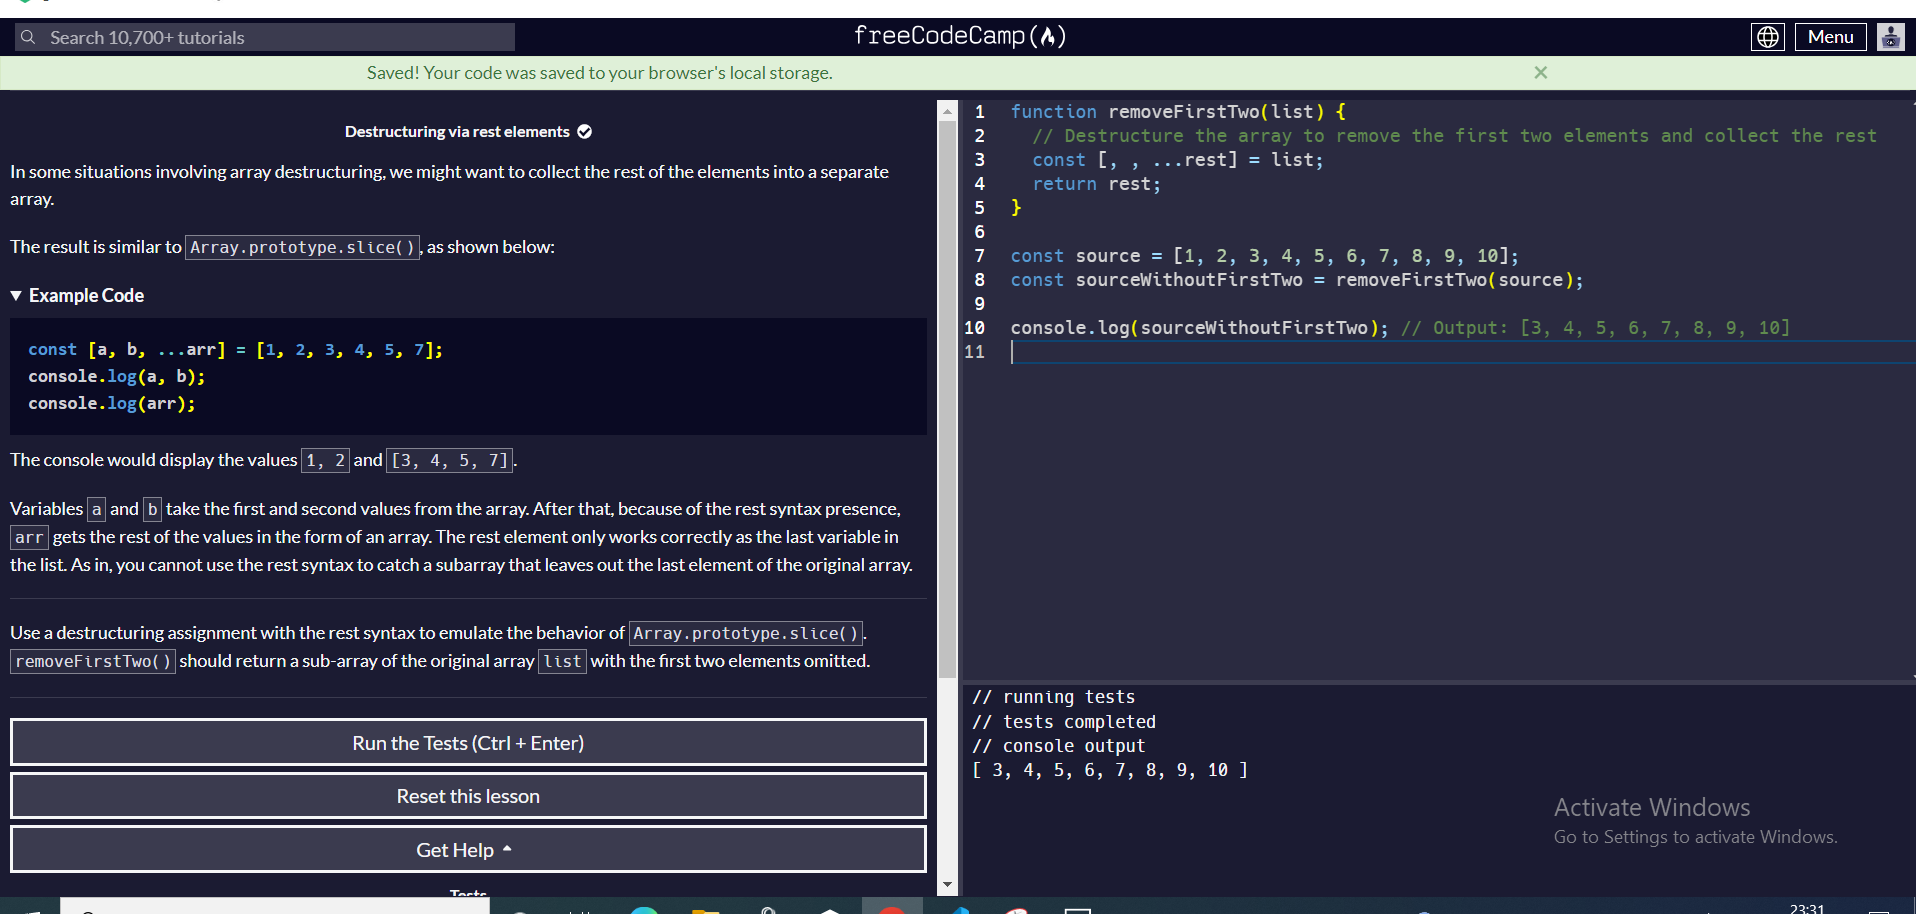 Search 10,700+ tutorials
freeCodeCamp
Menu
Saved! Your code was saved to your browser's local storage.
×
Destructuring via rest elements
In some situations involving array destructuring, we might want to collect the rest of the elements into a separate
array.
The result is similar to Array.prototype.slice(), as shown below:
▼ Example Code
const [a, b, ...arr] = [1, 2, 3, 4, 5, 7];
console.log(a, b);
console.log(arr);
The console would display the values 1, 2 and [3, 4, 5, 7].
Variables a and b take the first and second values from the array. After that, because of the rest syntax presence,
arr gets the rest of the values in the form of an array. The rest element only works correctly as the last variable in
the list. As in, you cannot use the rest syntax to catch a subarray that leaves out the last element of the original array.
Use a destructuring assignment with the rest syntax to emulate the behavior of Array.prototype.slice().
removeFirstTwo() should return a sub-array of the original array list with the first two elements omitted.
Run the Tests (Ctrl + Enter)
Reset this lesson
Get Help
Tests
1 function removeFirstTwo(list) {
2 // Destructure the array to remove the first two elements and collect the rest
3 const [, , ...rest] = list;
4 return rest;
5 }
6
7 const source = [1, 2, 3, 4, 5, 6, 7, 8, 9, 10];
8 const sourceWithoutFirstTwo = removeFirstTwo(source);
9
10 console.log(sourceWithoutFirstTwo); // Output: [3, 4, 5, 6, 7, 8, 9, 10]
11
// running tests
// tests completed
// console output
[ 3, 4, 5, 6, 7, 8, 9, 10 ]
Activate Windows
Go to Settings to activate Windows.
23:31